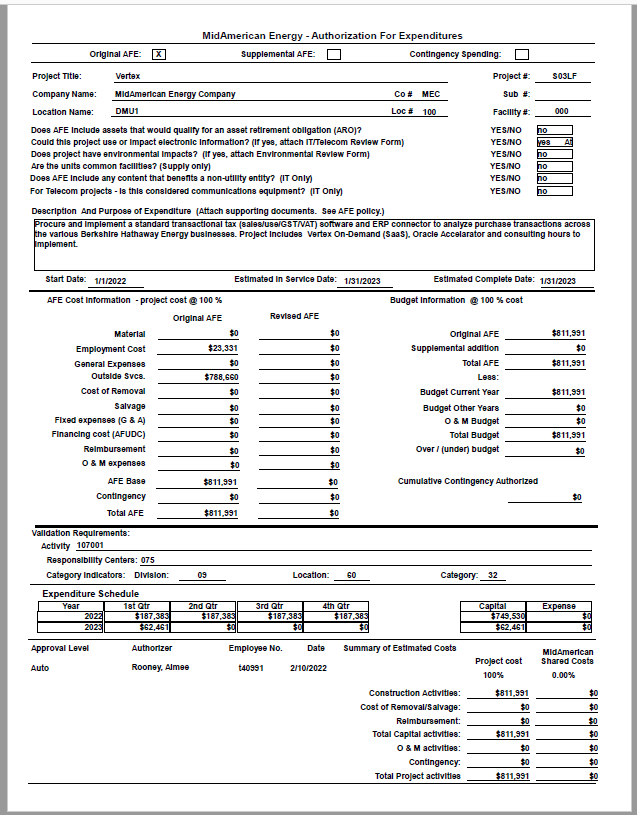 MidAmerican Energy - Authorization For Expenditures
Original AFE: X Supplemental AFE: Contingency Spending:
Project Title: Vertex Project #: S03LF
Company Name: MidAmerican Energy Company Co # MEC Sub #:
Location Name: DMU1 Loc # 100 Facility #: 000
Does AFE include assets that would qualify for an asset retirement obligation (ARO)? YES/NO no
Could this project use or impact electronic information? (If yes, attach IT/Telecom Review Form) YES/NO yes At
Does project have environmental impacts? (If yes, attach Environmental Review Form) YES/NO no
Are the units common facilities? (Supply only) YES/NO no
Does AFE include any content that benefits a non-utility entity? (IT Only) YES/NO no
For Telecom projects - is this considered communications equipment? (IT Only) YES/NO no
Description And Purpose of Expenditure (Attach supporting documents. See AFE policy.)
Procure and implement a standard transactional tax (sales/use/GST/VAT) software and ERP connector to analyze purchase transactions across
the various Berkshire Hathaway Energy businesses. Project includes Vertex On-Demand (SaaS), Oracle Accelarator and consulting hours to
implement.
Start Date: 1/1/2022 Estimated In Service Date: 1/31/2023 Estimated Complete Date: 1/31/2023
AFE Cost Information - project cost @ 100 % Budget Information @ 100 % cost
Original AFE Revised AFE
Material $0 $0 Original AFE $811,991
Employment Cost $23,331 $0 Supplemental addition $0
General Expenses $0 $0 Total AFE $811,991
Outside Svcs. $788,660 $0 Less:
Cost of Removal $0 $0 Budget Current Year $811,991
Salvage $0 $0 Budget Other Years $0
Fixed expenses (G & A) $0 $0 O & M Budget $0
Financing cost (AFUDC) $0 $0 Total Budget $811,991
Reimbursement $0 $0 Over / (under) budget $0
O & M expenses $0 $0
AFE Base $811,991 $0 Cumulative Contingency Authorized
Contingency $0 $0 $0
Total AFE $811,991 $0
Validation Requirements:
Activity 107001
Responsibility Centers: 075
Category Indicators: Division: 09 Location: 60 Category: 32
Expenditure Schedule
Year 1st Qtr 2nd Qtr 3rd Qtr 4th Qtr Capital Expense
2022 $187,383 $187,383 $187,383 $187,383 $749,530 $0
2023 $62,461 $0 $0 $0 $62,461 $0
Approval Level Authorizer Employee No. Date Summary of Estimated Costs
Auto Rooney, Aimee t40991 2/10/2022
Project cost MidAmerican Shared Costs
100% 0.00%
Construction Activities: $811,991 $0
Cost of Removal/Salvage: $0 $0
Reimbursement: $0 $0
Total Capital activities: $811,991 $0
O & M activities: $0 $0
Contingency: $0 $0
Total Project activities $811,991 $0